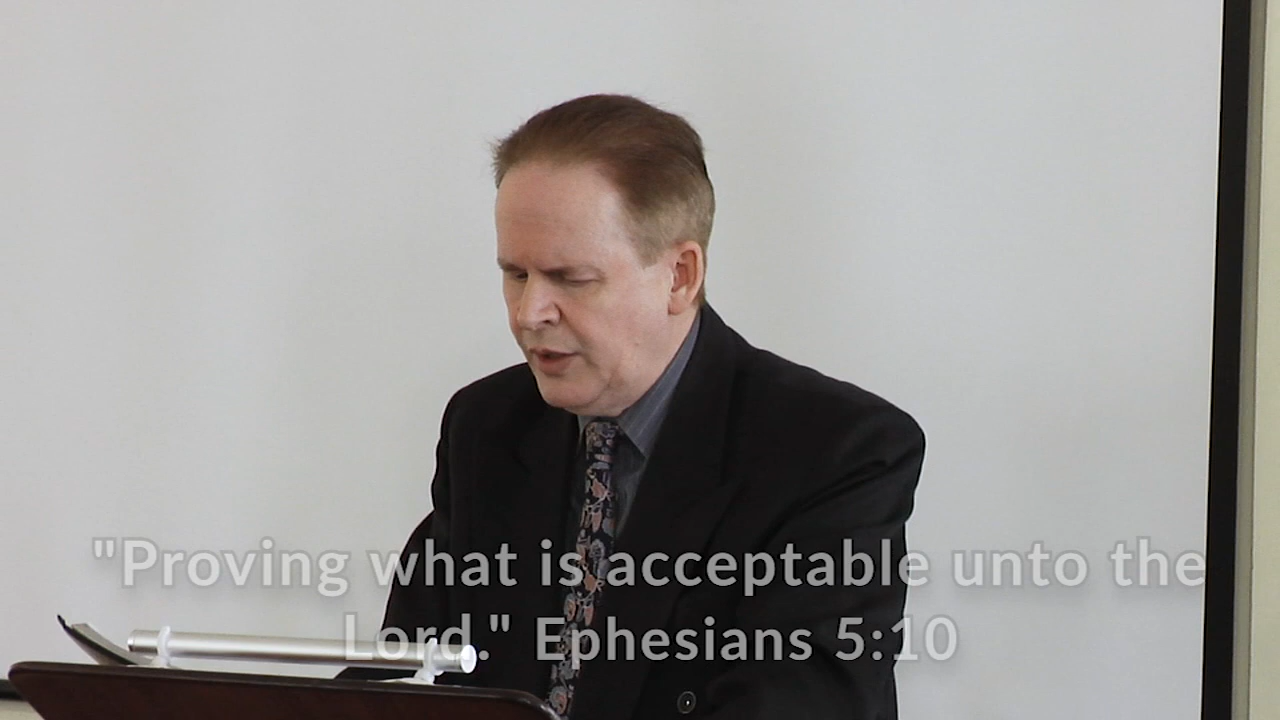 "Proving what is acceptable unto the
Lord." Ephesians 5:10